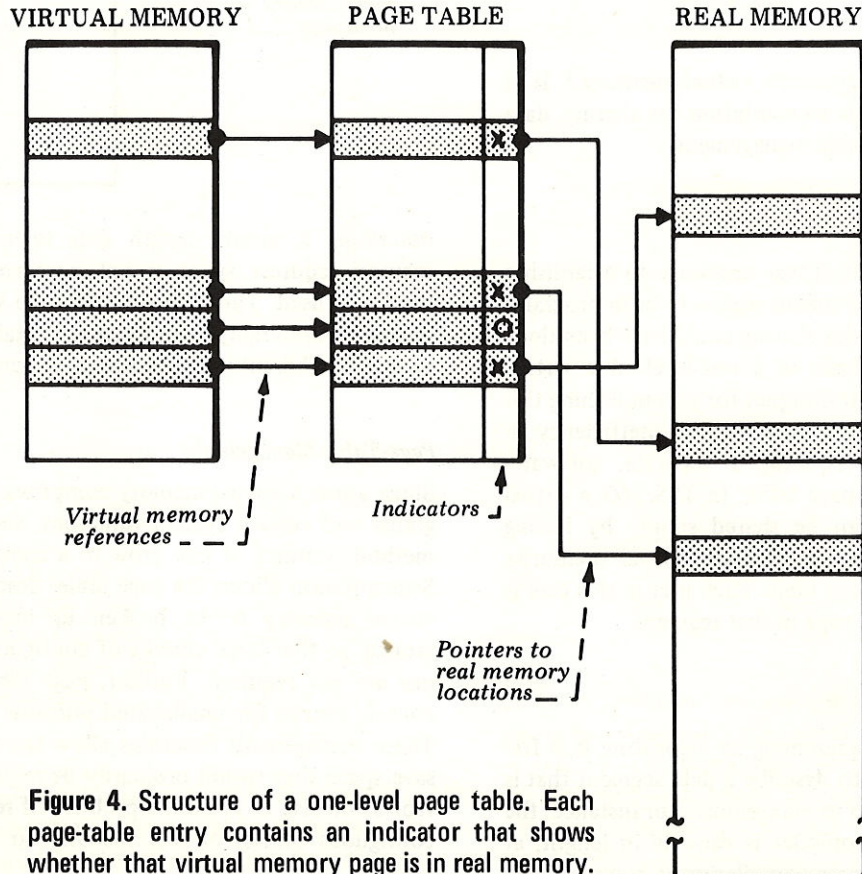 VIRTUAL MEMORY
PAGE TABLE
REAL MEMORY
X
X
O
X
Virtual memory
references
Indicators
Pointers to
real memory
locations
Figure 4. Structure of a one-level page table. Each
page-table entry contains an indicator that shows
whether that virtual memory page is in real memory.